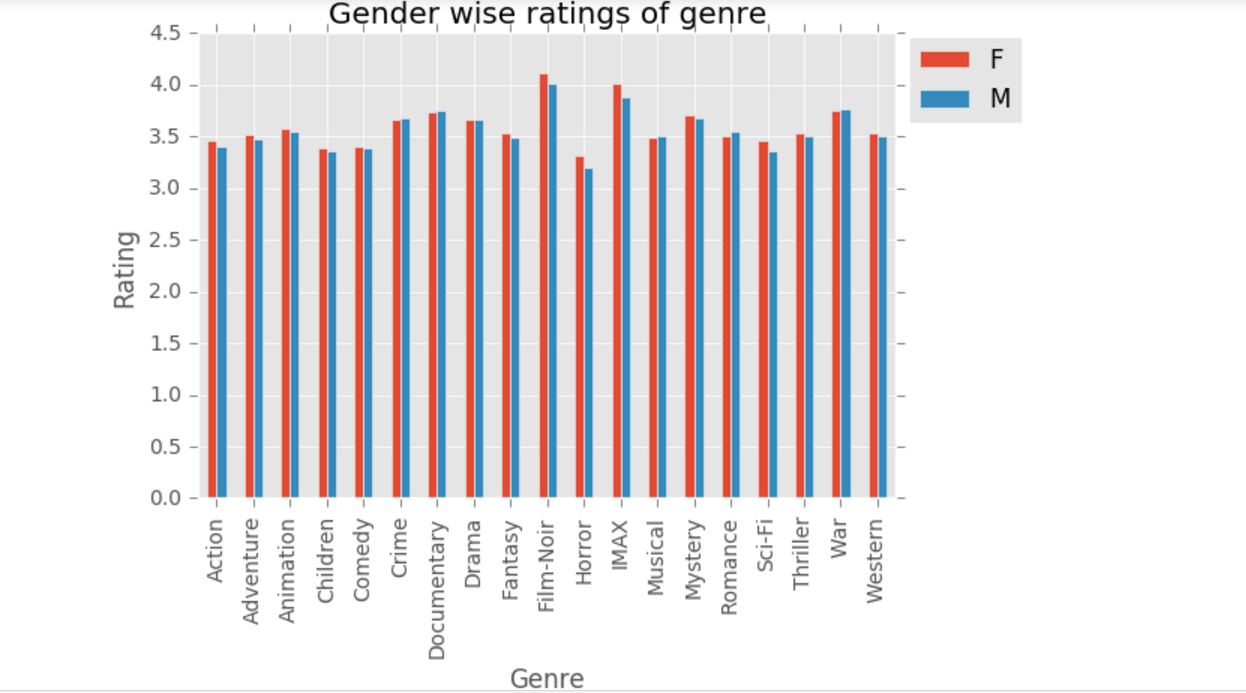 Gender wise ratings of genre
F
M
4.5
4.0
3.5
3.0
2.5
2.0
1.5
1.0
0.5
0.0
Rating
Action
Adventure
Animation
Children
Comedy
Crime
Documentary
Drama
Fantasy
Film-Noir
Horror
IMAX
Musical
Mystery
Romance
Sci-Fi
Thriller
War
Western
Genre